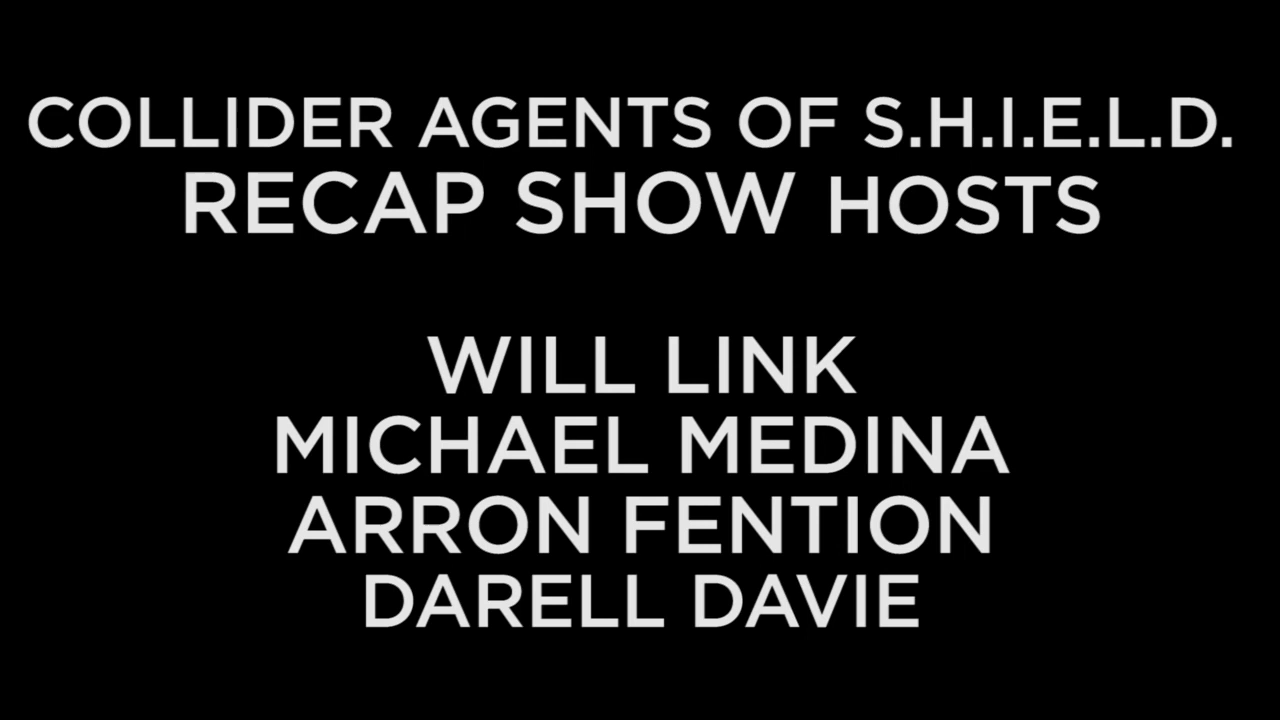 COLLIDER AGENTS OF S.H.I.E.L.D.
RECAP SHOW HOSTS
WILL LINK
MICHAEL MEDINA
ARRON FENTION
DARELL DAVIE